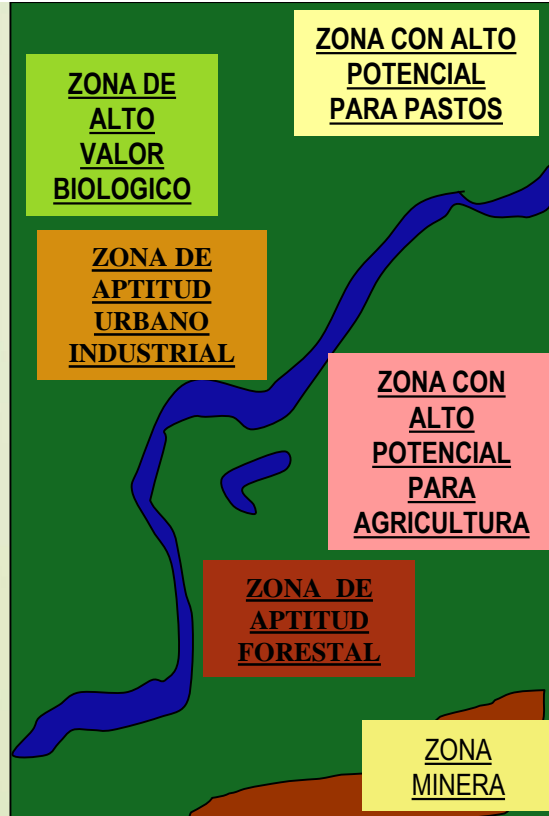 ZONA CON ALTO
POTENCIAL
PARA PASTOS
ZONA DE
ALTO
VALOR
BIOLOGICO
ZONA DE
APTITUD
URBANO
INDUSTRIAL
ZONA CON
ALTO
POTENCIAL
PARA
AGRICULTURA
ZONA DE
APTITUD
FORESTAL
ZONA
MINERA